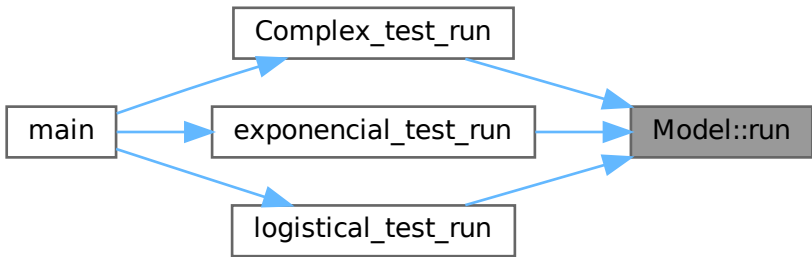 Complex_test_run
main
exponencial_test_run
Model::run
logistical_test_run